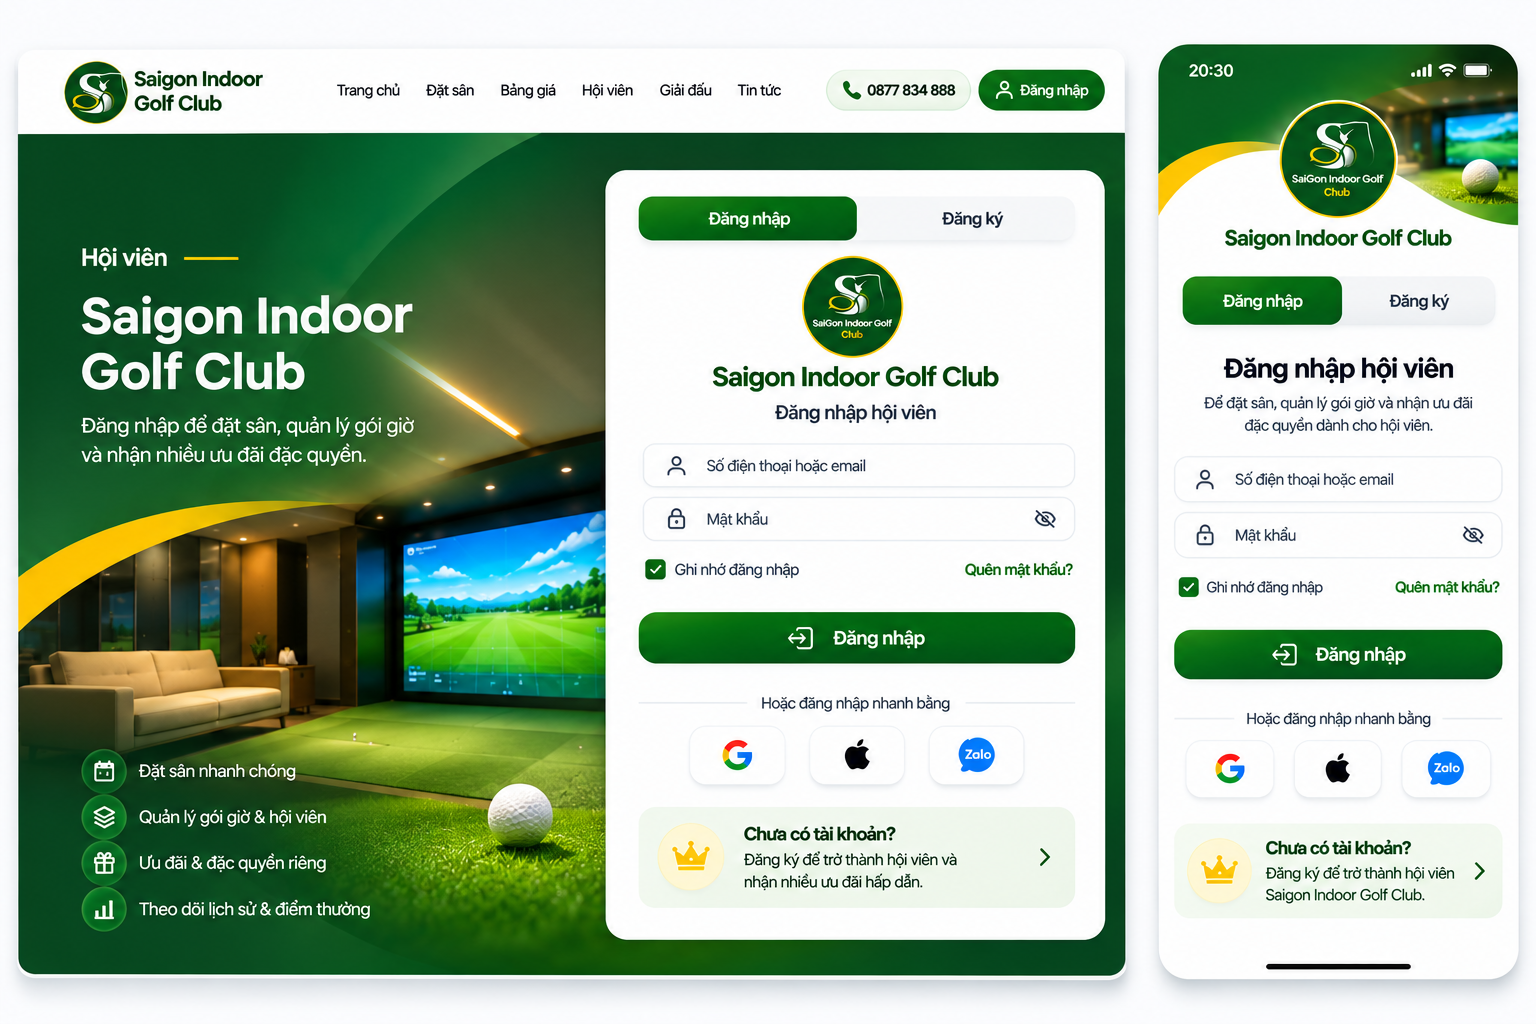 Saigon Indoor
Golf Club
Trang chủ
Đặt sân
Bảng giá
Hội viên
Giải đấu
Tin tức
0877 834 888
Đăng nhập
Hội viên
Saigon Indoor
Golf Club
Đăng nhập để đặt sân, quản lý gói giờ
và nhận nhiều ưu đãi đặc quyền.
Đặt sân nhanh chóng
Quản lý gói giờ & hội viên
Ưu đãi & đặc quyền riêng
Theo dõi lịch sử & điểm thưởng
Đăng nhập
Đăng ký
SaiGon Indoor Golf
Club
Saigon Indoor Golf Club
Đăng nhập hội viên
Số điện thoại hoặc email
Mật khẩu
Ghi nhớ đăng nhập
Quên mật khẩu?
Đăng nhập
Hoặc đăng nhập nhanh bằng
Zalo
Chưa có tài khoản?
Đăng ký để trở thành hội viên và
nhận nhiều ưu đãi hấp dẫn.
20:30
SaiGon Indoor Golf
Chub
Saigon Indoor Golf Club
Đăng nhập
Đăng ký
Đăng nhập hội viên
Để đặt sân, quản lý gói giờ và nhận ưu đãi
đặc quyền dành cho hội viên.
Số điện thoại hoặc email
Mật khẩu
Ghi nhớ đăng nhập
Quên mật khẩu?
Đăng nhập
Hoặc đăng nhập nhanh bằng
Zalo
Chưa có tài khoản?
Đăng ký để trở thành hội viên
Saigon Indoor Golf Club.